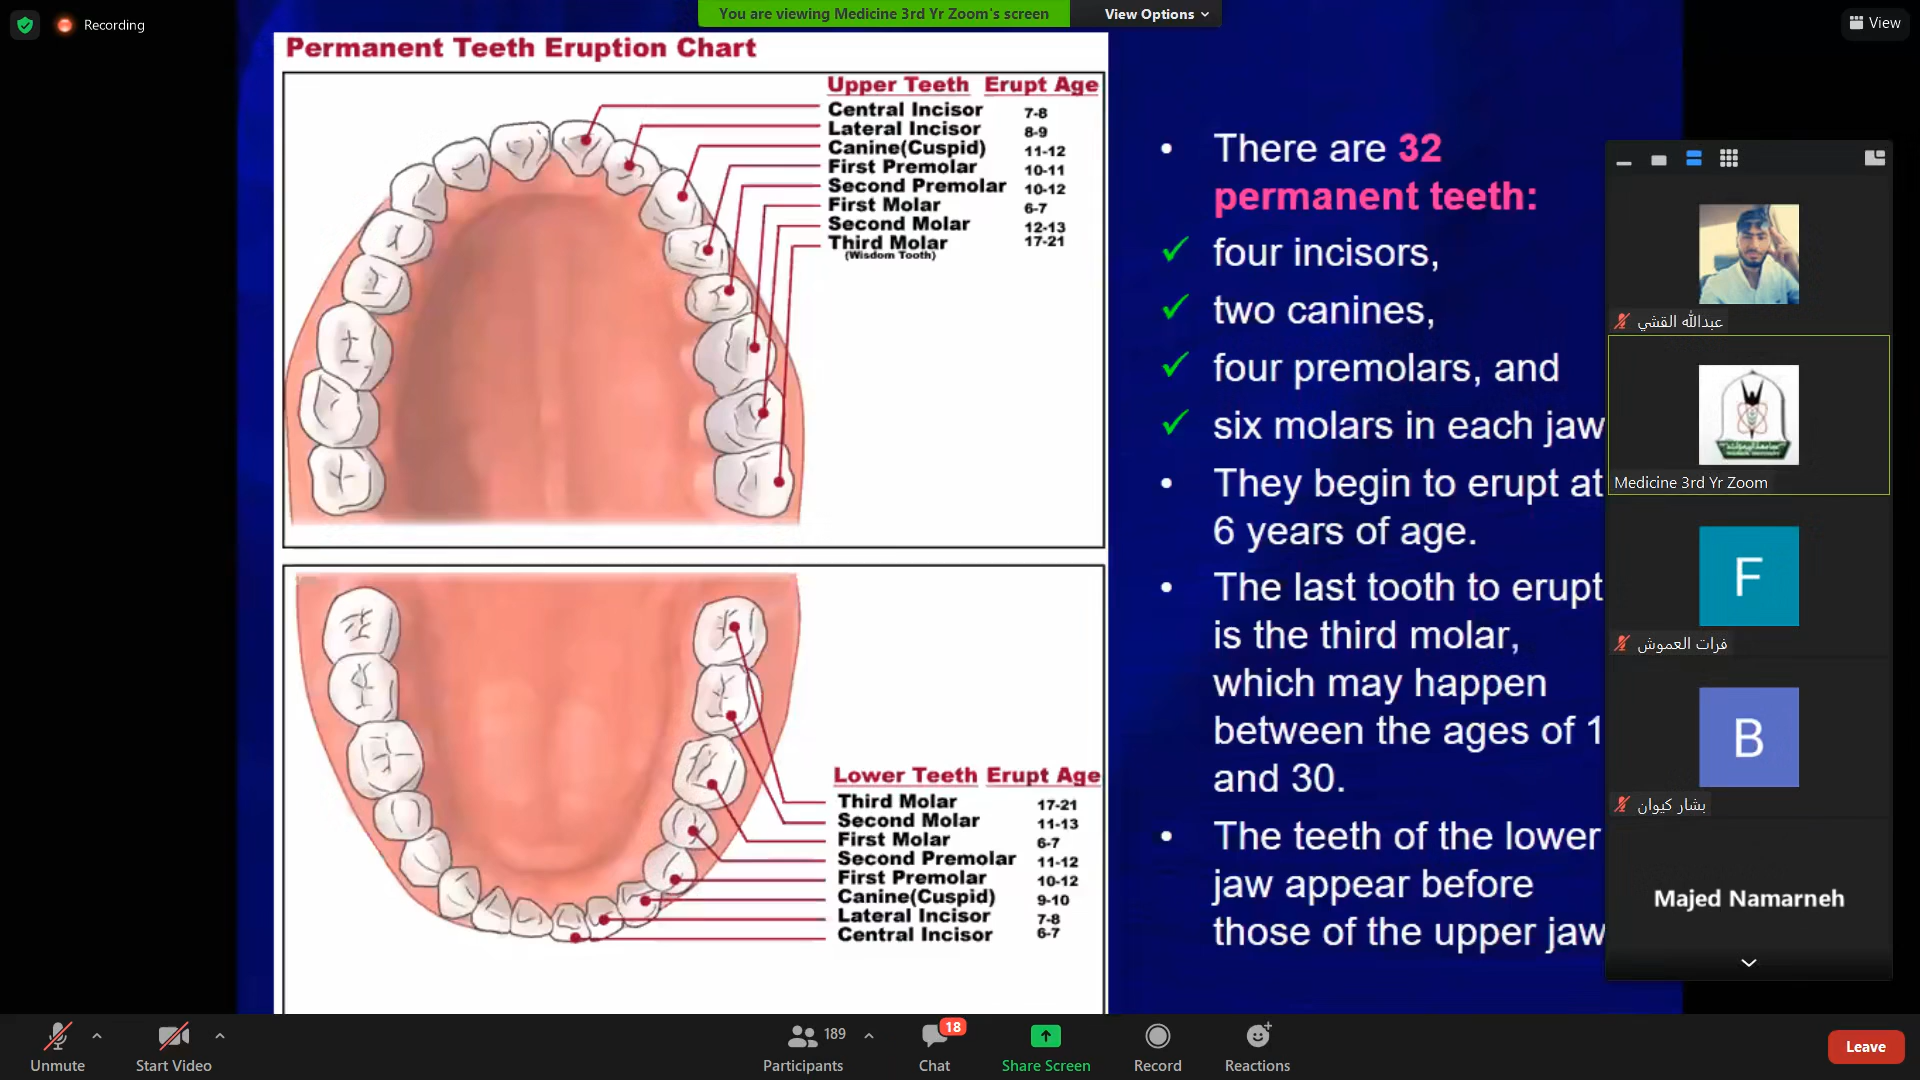 Recording
You are viewing Medicine 3rd Yr Zoom's screen
View Options
View
Permanent Teeth Eruption Chart
Upper Teeth Erupt Age
Central Incisor 7-8
Lateral Incisor 8-9
Canine(Cuspid) 11-12
First Premolar 10-11
Second Premolar 10-12
First Molar 6-7
Second Molar 12-13
Third Molar 17-21
(Wisdom Tooth)
Lower Teeth Erupt Age
Third Molar 17-21
Second Molar 11-13
First Molar 6-7
Second Premolar 11-12
First Premolar 10-12
Canine(Cuspid) 9-10
Lateral Incisor 7-8
Central Incisor 6-7
• There are 32
permanent teeth:
✓ four incisors,
✓ two canines,
✓ four premolars, and
✓ six molars in each jaw
• They begin to erupt at
6 years of age.
• The last tooth to erupt
is the third molar,
which may happen
between the ages of 1
and 30.
• The teeth of the lower
jaw appear before
those of the upper jaw
عبدالله القشي
Medicine 3rd Yr Zoom
F
فرات العموش
B
بشار كيوان
Majed Namarneh
Unmute
Start Video
189
Participants
18
Chat
Share Screen
Record
Reactions
Leave